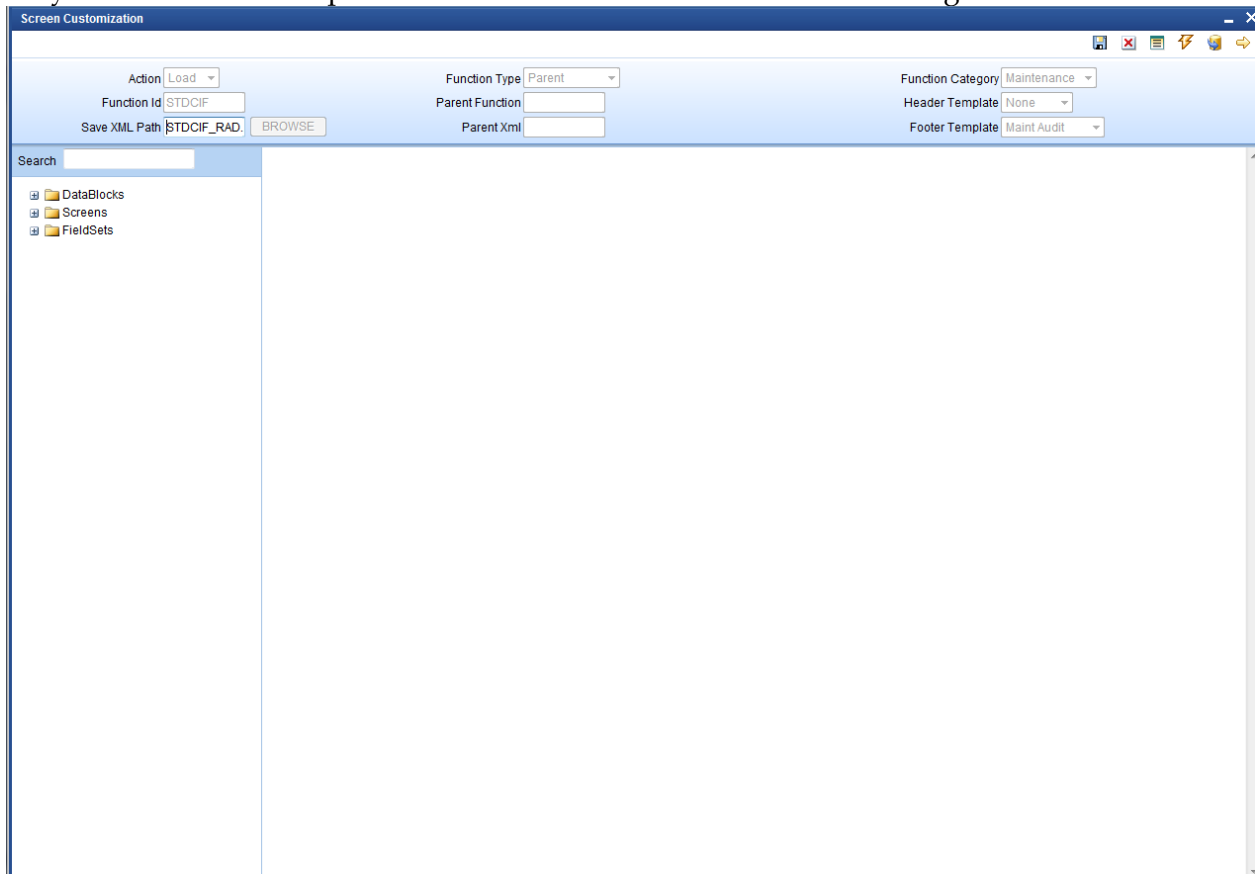 Screen Customization
Action Load Function Type Parent Function Category Maintenance
Function Id STDCIF Parent Function Header Template None
Save XML Path STDCIF_RAD. BROWSE Parent Xml Footer Template Maint Audit
Search
DataBlocks
Screens
FieldSets